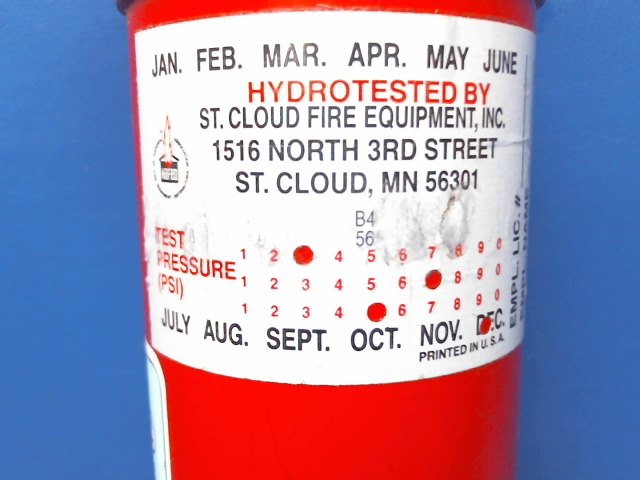 JAN. FEB. MAR. APR. MAY JUNE
HYDROTESTED BY
ST. CLOUD FIRE EQUIPMENT, INC.
1516 NORTH 3RD STREET
ST. CLOUD, MN 56301
B4
56
TEST PRESSURE (PSI)
1 2 4 5 6 7 8 9 0
1 2 3 4 5 6 8 9 0
1 2 3 4 6 7 8 9 0
JULY AUG. SEPT. OCT. NOV. DEC.
PRINTED IN U.S.A.
EMPL. LIC. #
EMPL. NAME